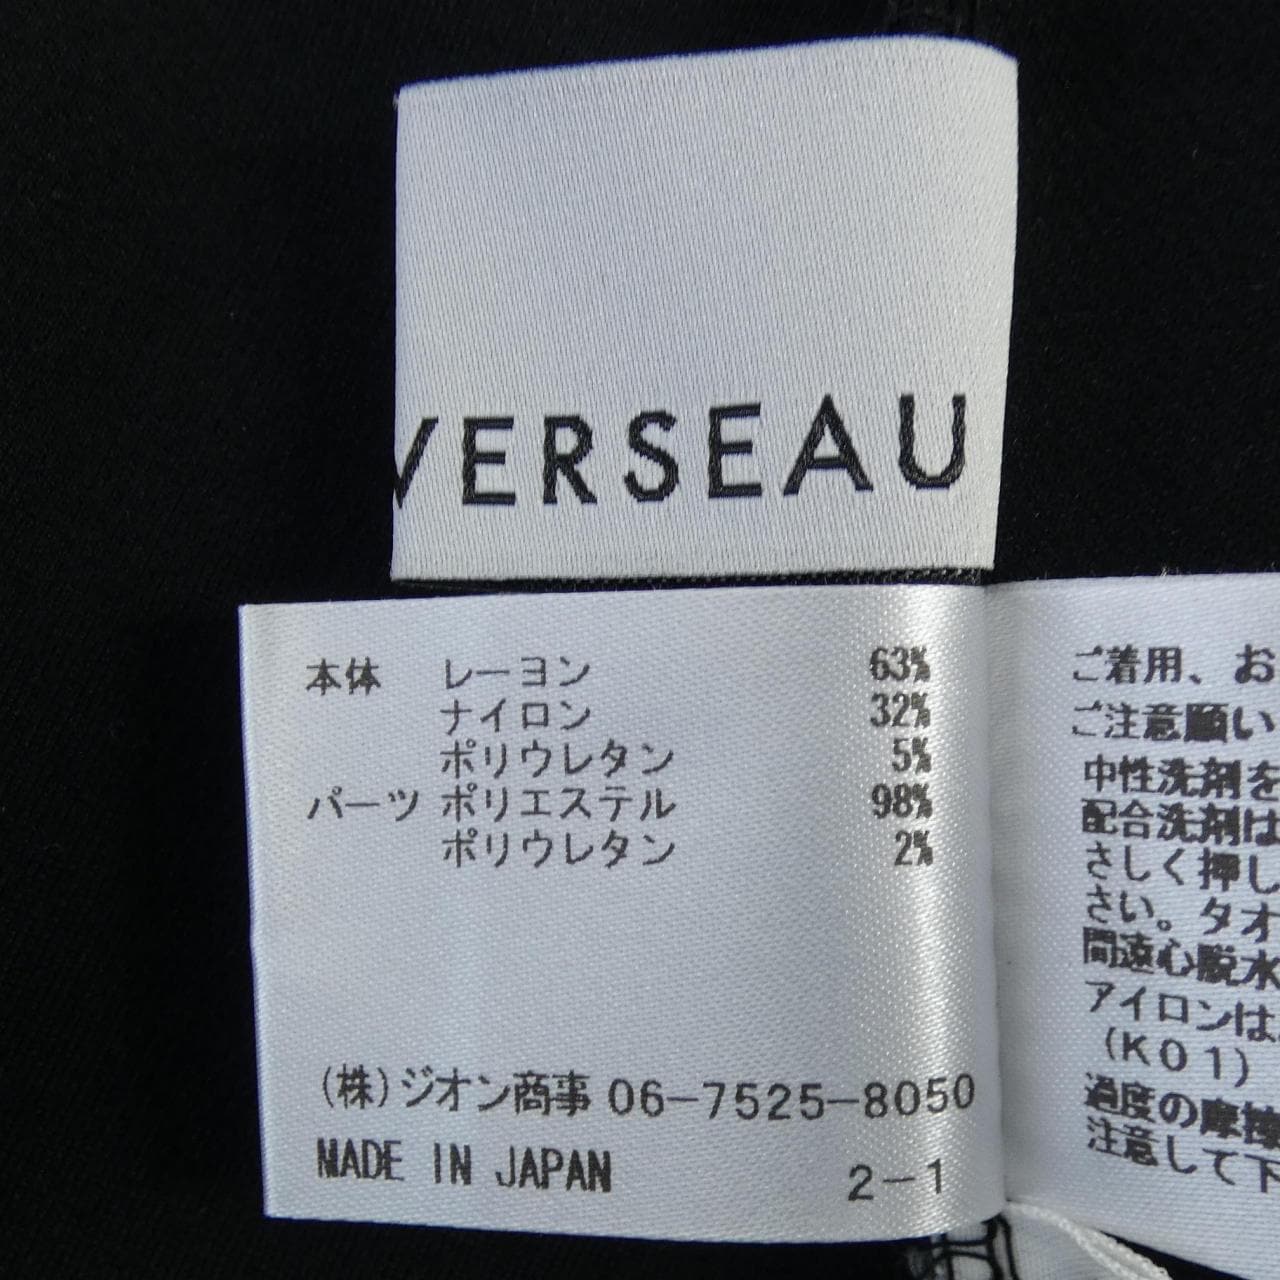 VERSEAU
本体 レーヨン 63%
ナイロン 32%
ポリウレタン 5%
パーツ ポリエステル 98%
ポリウレタン 2%
(株)ジオン商事 06-7525-8050
MADE IN JAPAN 2-1
ご着用、お
ご注意願い
中性洗剤を
配合洗剤は
さしく押し
さい。タオ
間遠心脱水
アイロンは
(K01)
過度の摩擦
注意して下